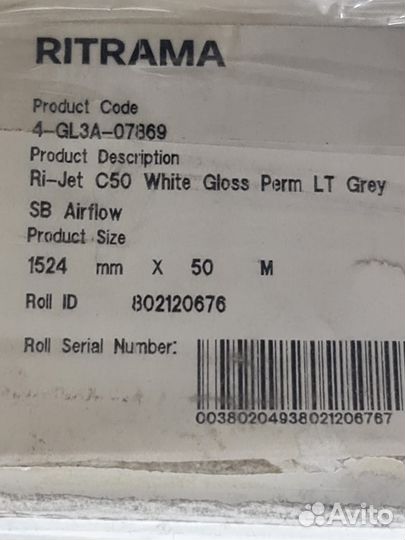 RITRAMA
Product Code
4-GL3A-07869
Product Description
Ri-Jet C50 White Gloss Perm LT Grey
SB Airflow
Product Size
1524 mm X 50 M
Roll ID 802120676
Roll Serial Number:
00380204938021206767
Avito